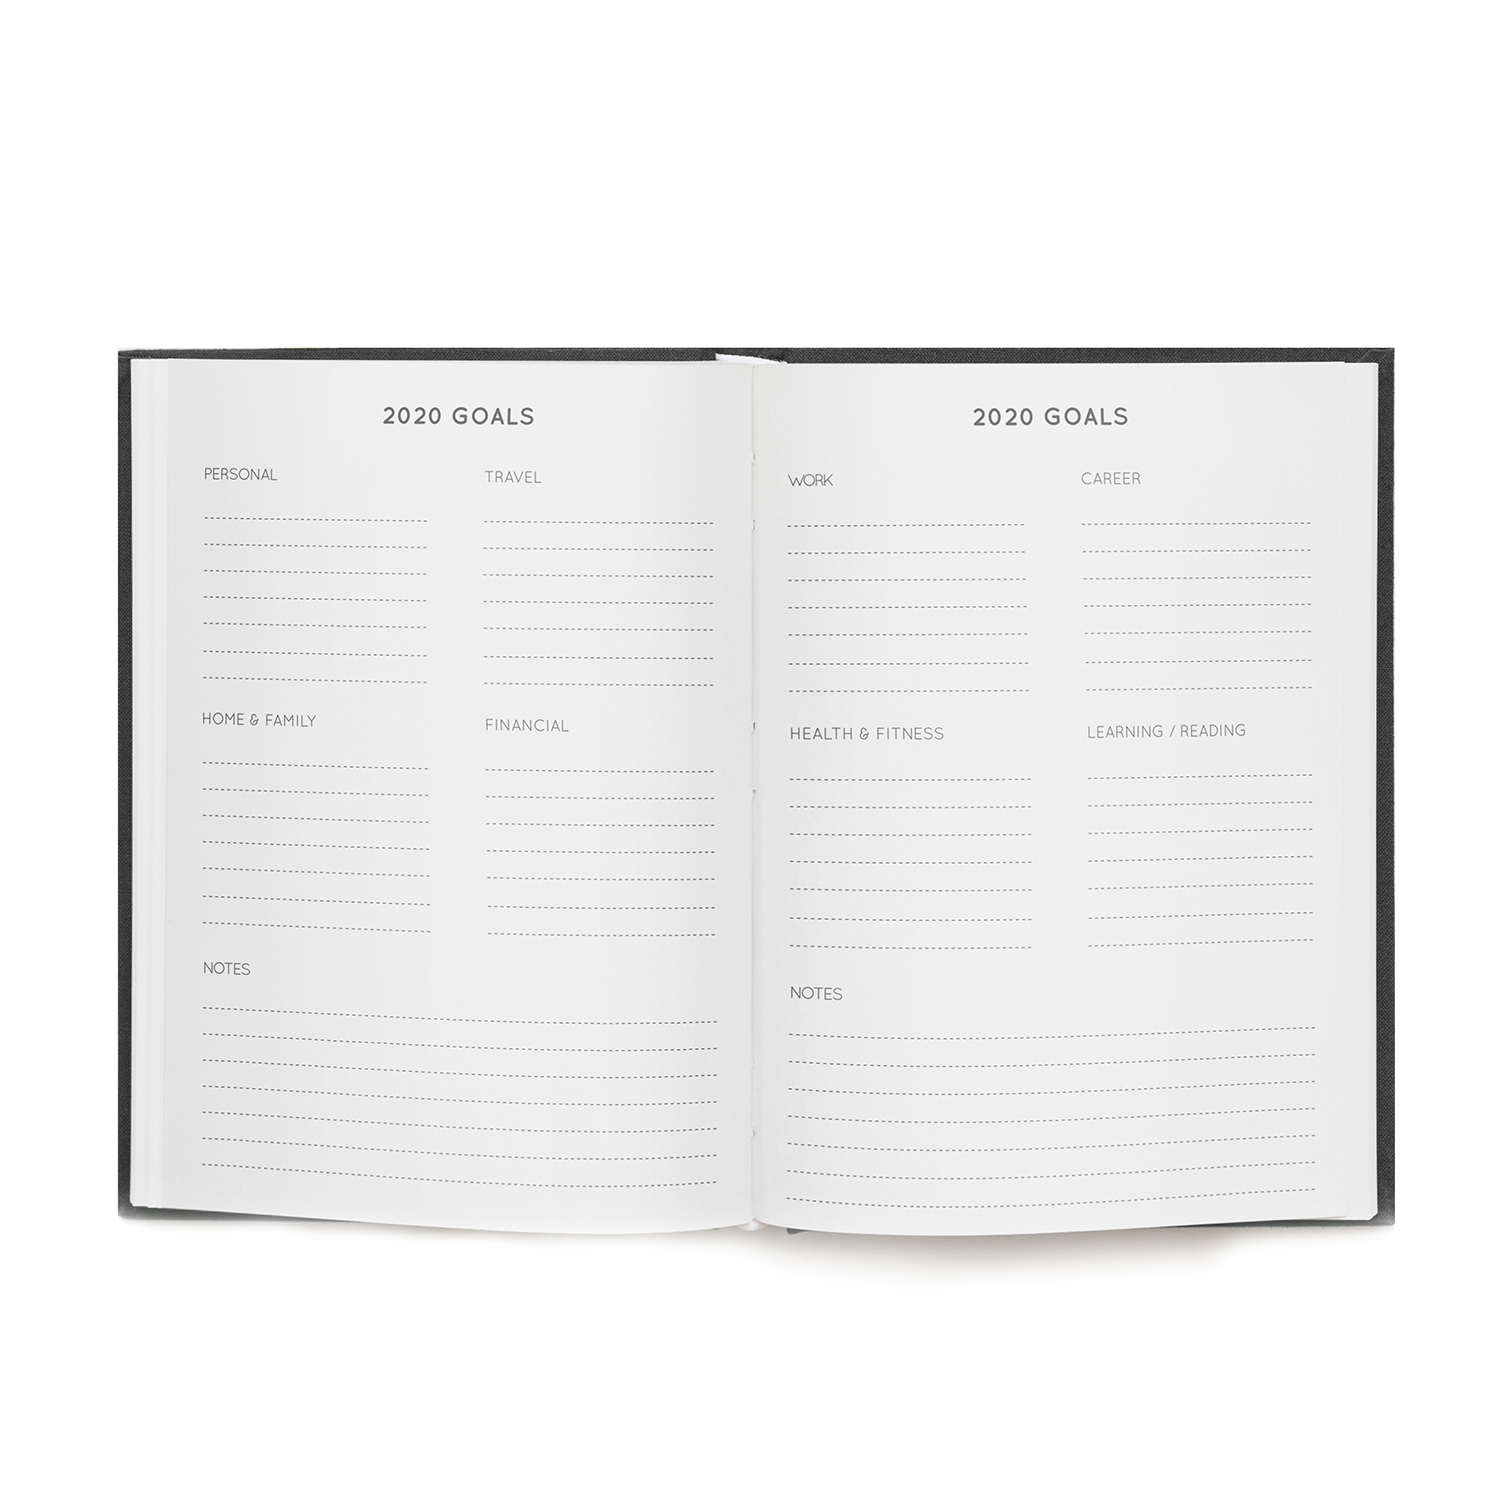 2020 GOALS
PERSONAL
TRAVEL
HOME & FAMILY
FINANCIAL
NOTES
2020 GOALS
WORK
CAREER
HEALTH & FITNESS
LEARNING / READING
NOTES